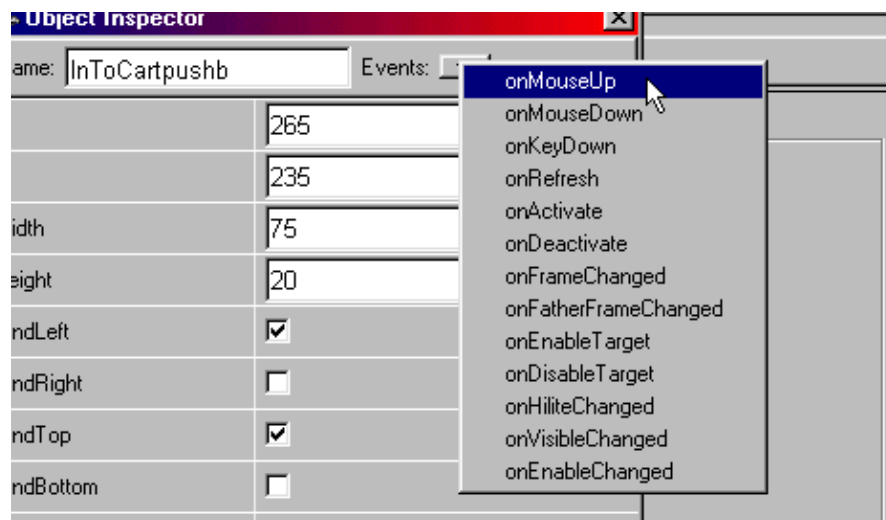 Object Inspector
ame: InToCartpushb Events:
265
235
idth 75
eight 20
ndLeft
ndRight
ndTop
ndBottom
onMouseUp
onMouseDown
onKeyDown
onRefresh
onActivate
onDeactivate
onFrameChanged
onFatherFrameChanged
onEnableTarget
onDisableTarget
onHiliteChanged
onVisibleChanged
onEnableChanged